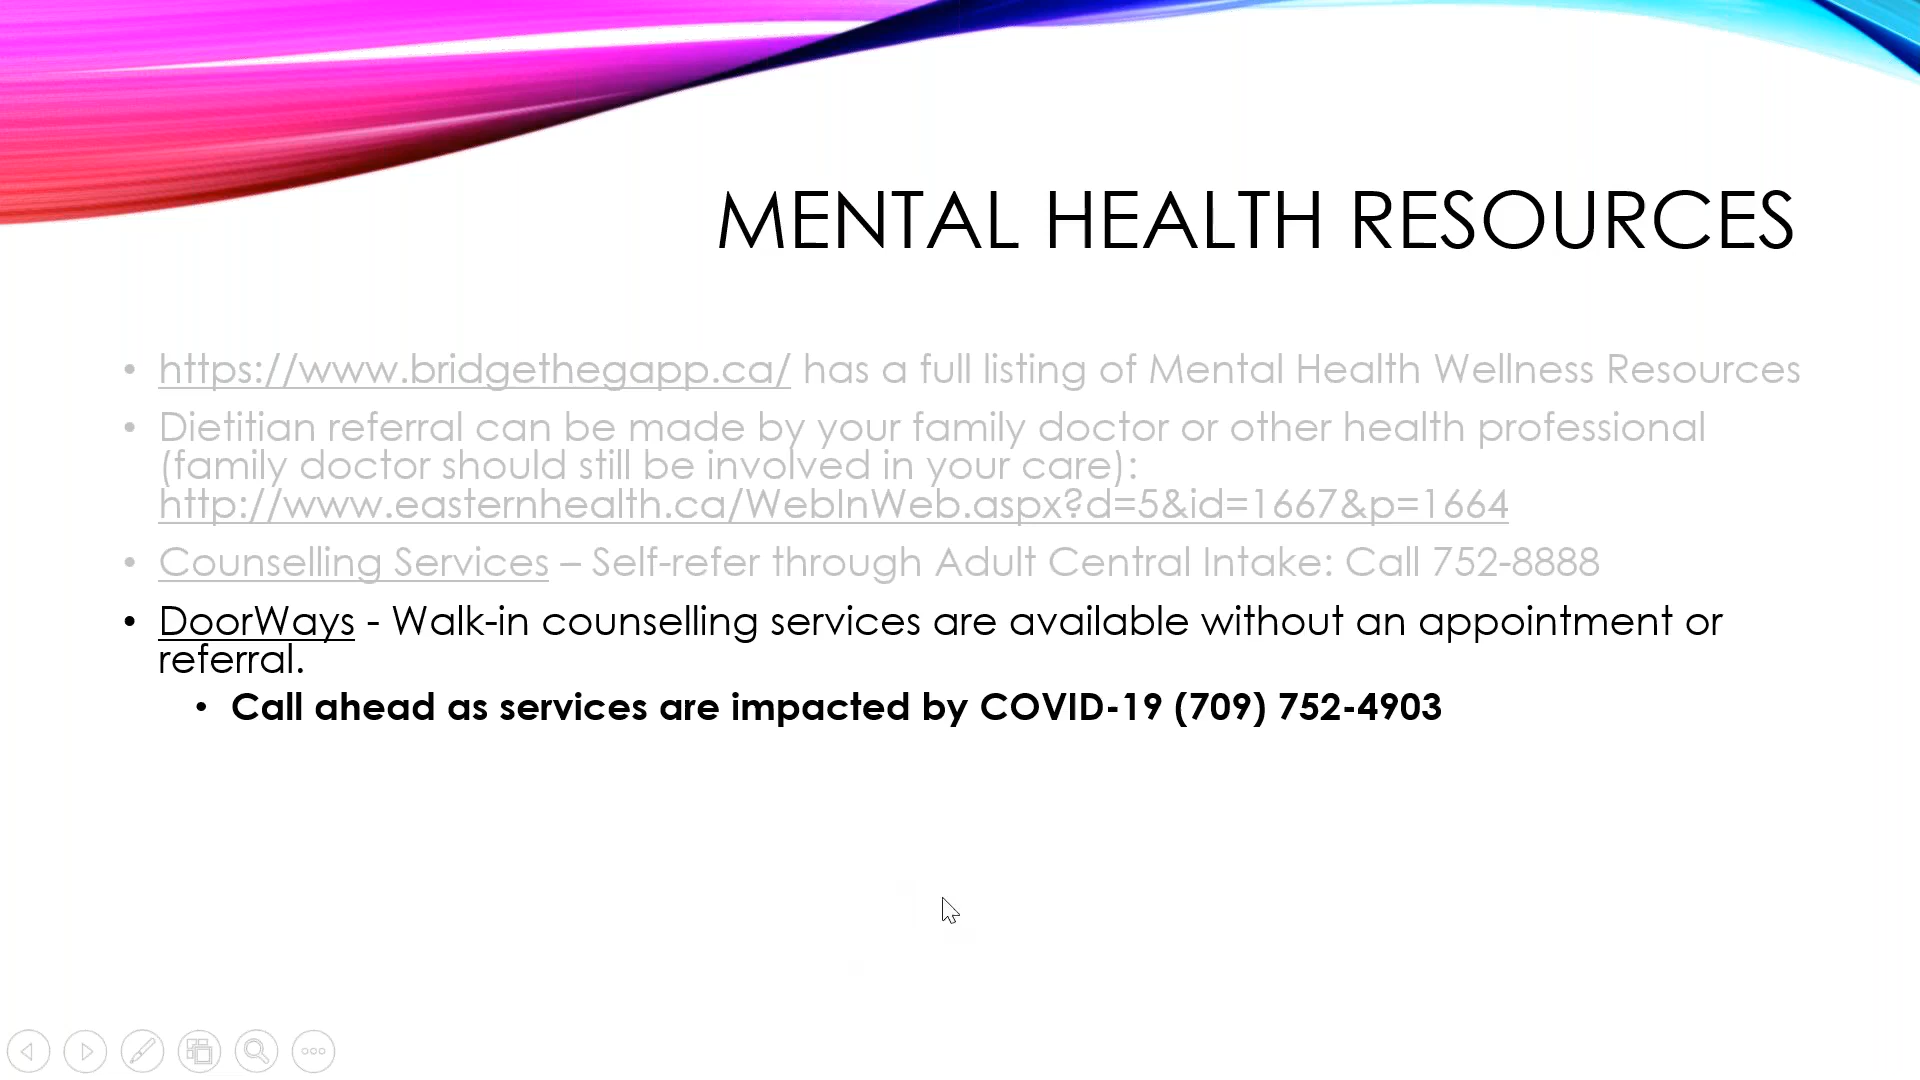 MENTAL HEALTH RESOURCES
• https://www.bridgethegapp.ca/ has a full listing of Mental Health Wellness Resources
• Dietitian referral can be made by your family doctor or other health professional
(family doctor should still be involved in your care):
http://www.easternhealth.ca/WebInWeb.aspx?d=5&id=1667&p=1664
• Counselling Services – Self-refer through Adult Central Intake: Call 752-8888
• DoorWays - Walk-in counselling services are available without an appointment or
referral.
• Call ahead as services are impacted by COVID-19 (709) 752-4903